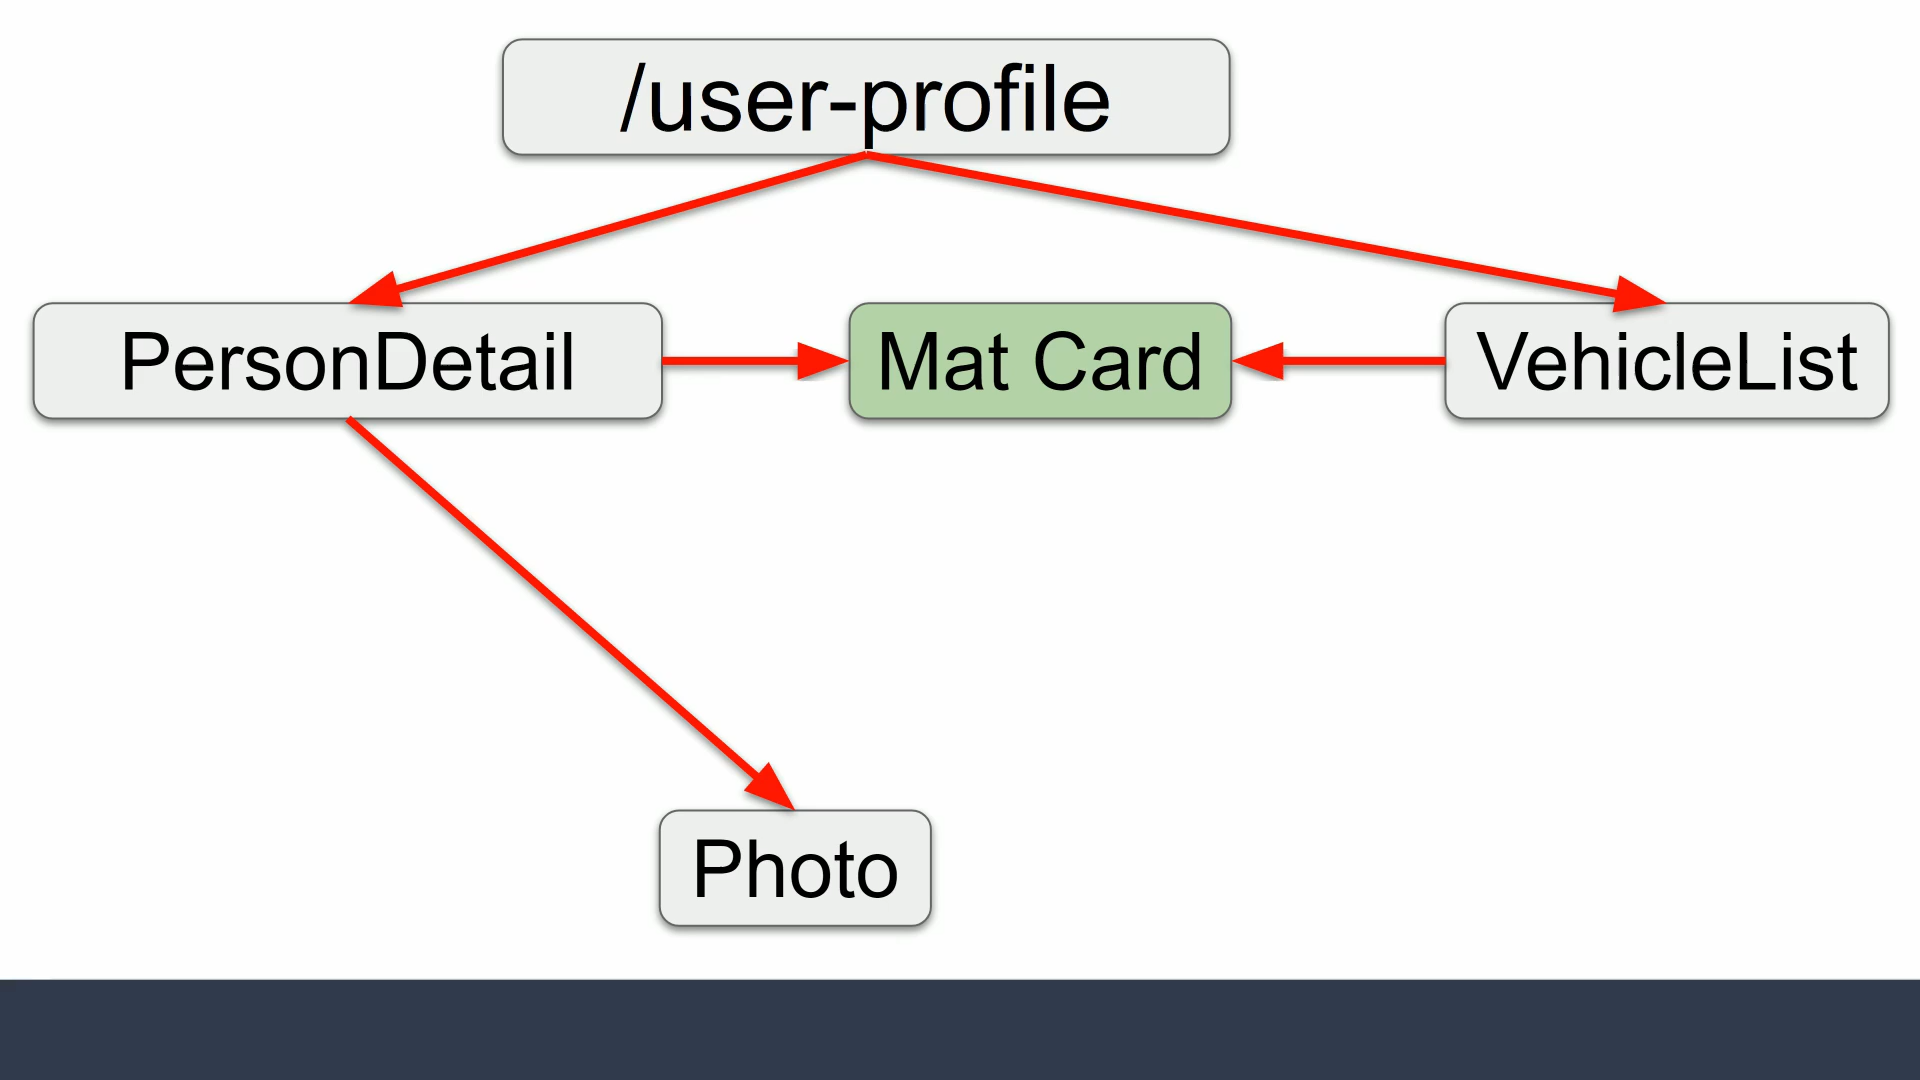 /user-profile
PersonDetail
Mat Card
VehicleList
Photo